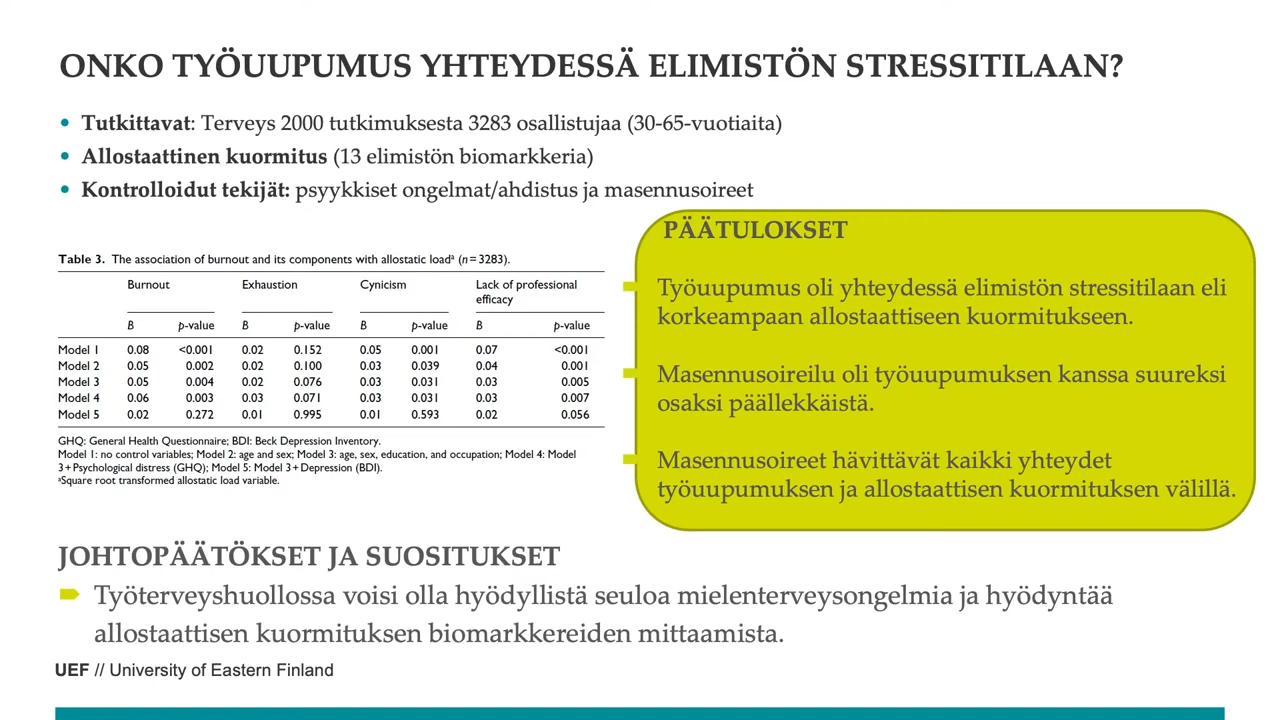 ONKO TYÖUUPUMUS YHTEYDESSÄ ELIMISTÖN STRESSITILAAN?
• Tutkittavat: Terveys 2000 tutkimuksesta 3283 osallistujaa (30-65-vuotiaita)
• Allostaattinen kuormitus (13 elimistön biomarkkeria)
• Kontrolloidut tekijät: psyykkiset ongelmat/ahdistus ja masennusoireet
Table 3. The association of burnout and its components with allostatic loadᵃ (n = 3283).
Burnout Exhaustion Cynicism Lack of professional
efficacy
B p-value B p-value B p-value B p-value
Model 1 0.08 <0.001 0.02 0.152 0.05 0.001 0.07 <0.001
Model 2 0.05 0.002 0.02 0.100 0.03 0.039 0.04 0.001
Model 3 0.05 0.004 0.02 0.076 0.03 0.031 0.03 0.005
Model 4 0.06 0.003 0.03 0.071 0.03 0.031 0.03 0.007
Model 5 0.02 0.272 0.01 0.995 0.01 0.593 0.02 0.056
GHQ: General Health Questionnaire; BDI: Beck Depression Inventory.
Model 1: no control variables; Model 2: age and sex; Model 3: age, sex, education, and occupation; Model 4: Model
3 + Psychological distress (GHQ); Model 5: Model 3 + Depression (BDI).
ᵃSquare root transformed allostatic load variable.
PÄÄTULOKSET
Työuupumus oli yhteydessä elimistön stressitilaan eli
korkeampaan allostaattiseen kuormitukseen.
Masennusoireilu oli työuupumuksen kanssa suureksi
osaksi päällekkäistä.
Masennusoireet hävittävät kaikki yhteydet
työuupumuksen ja allostaattisen kuormituksen välillä.
JOHTOPÄÄTÖKSET JA SUOSITUKSET
Työterveyshuollossa voisi olla hyödyllistä seuloa mielenterveysongelmia ja hyödyntää
allostaattisen kuormituksen biomarkkereiden mittaamista.
UEF // University of Eastern Finland